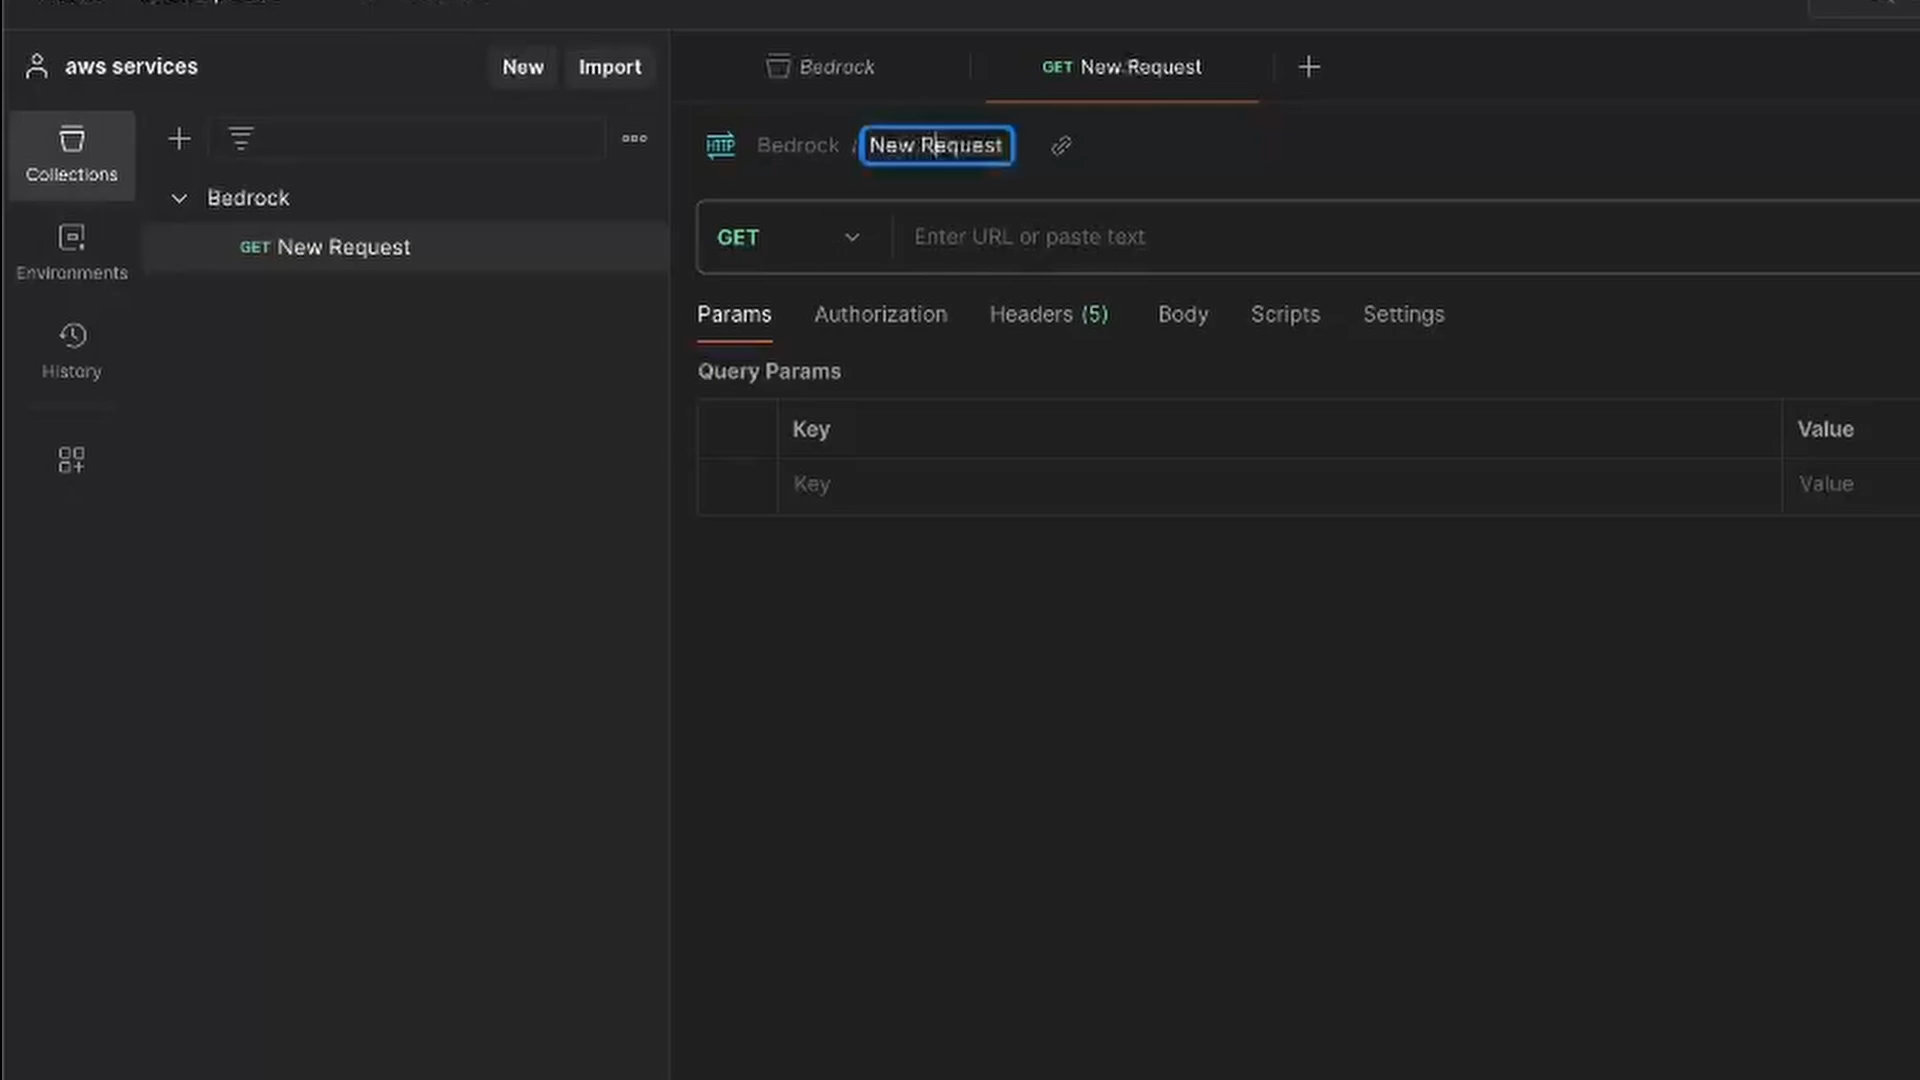 aws services
New
Import
Bedrock
GET New Request
Collections
Bedrock
GET New Request
Environments
History
HTTP
Bedrock / New Request
GET
Enter URL or paste text
Params
Authorization
Headers (5)
Body
Scripts
Settings
Query Params
Key
Value
Key
Value